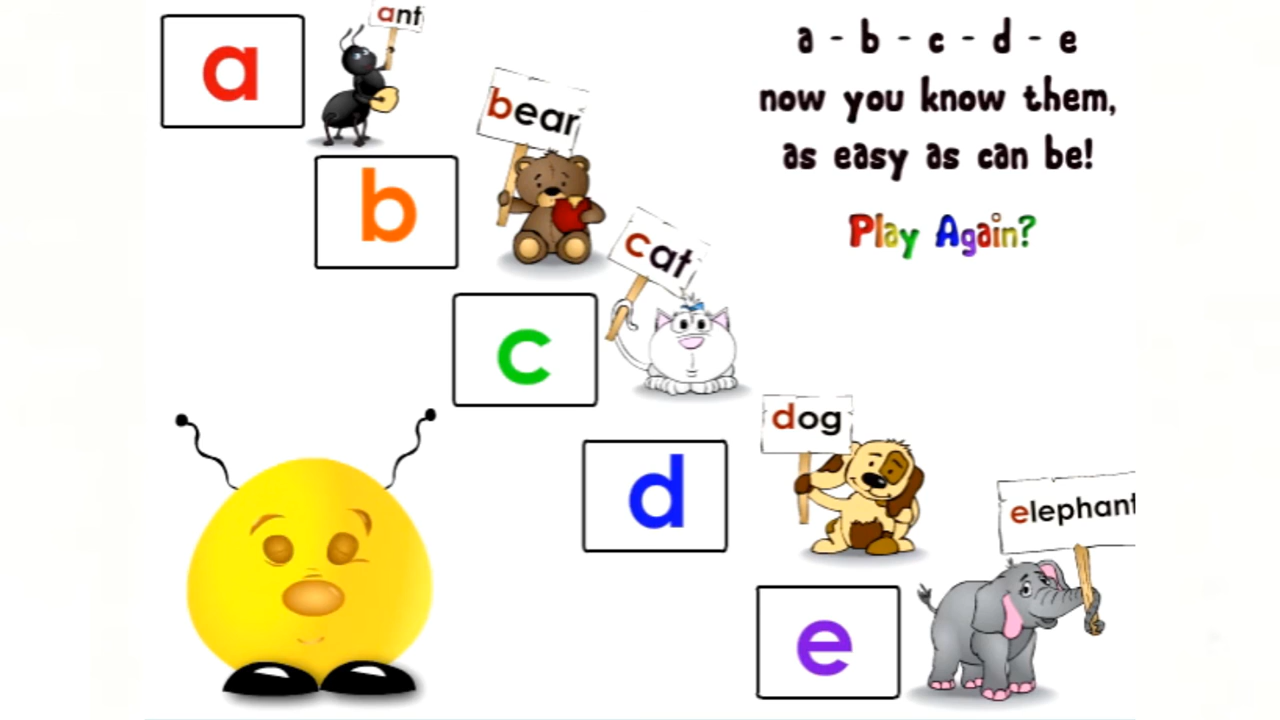 a
ant
bear
b
cat
c
dog
d
elephant
e
a - b - c - d - e
now you know them,
as easy as can be!
Play Again?